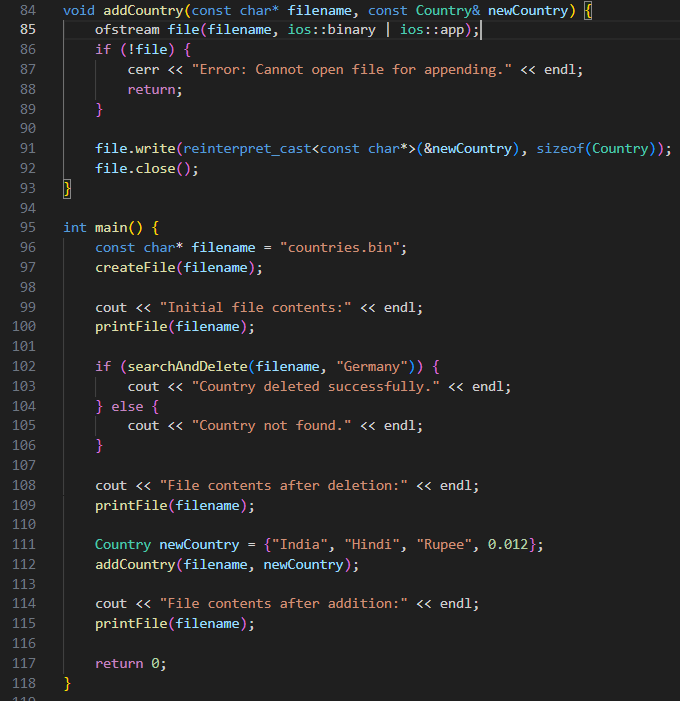 84 void addCountry(const char* filename, const Country& newCountry) {
85     ofstream file(filename, ios::binary | ios::app);
86     if (!file) {
87         cerr << "Error: Cannot open file for appending." << endl;
88         return;
89     }
90
91     file.write(reinterpret_cast<const char*>(&newCountry), sizeof(Country));
92     file.close();
93 }
94
95 int main() {
96     const char* filename = "countries.bin";
97     createFile(filename);
98
99     cout << "Initial file contents:" << endl;
100     printFile(filename);
101
102     if (searchAndDelete(filename, "Germany")) {
103         cout << "Country deleted successfully." << endl;
104     } else {
105         cout << "Country not found." << endl;
106     }
107
108     cout << "File contents after deletion:" << endl;
109     printFile(filename);
110
111     Country newCountry = {"India", "Hindi", "Rupee", 0.012};
112     addCountry(filename, newCountry);
113
114     cout << "File contents after addition:" << endl;
115     printFile(filename);
116
117     return 0;
118 }